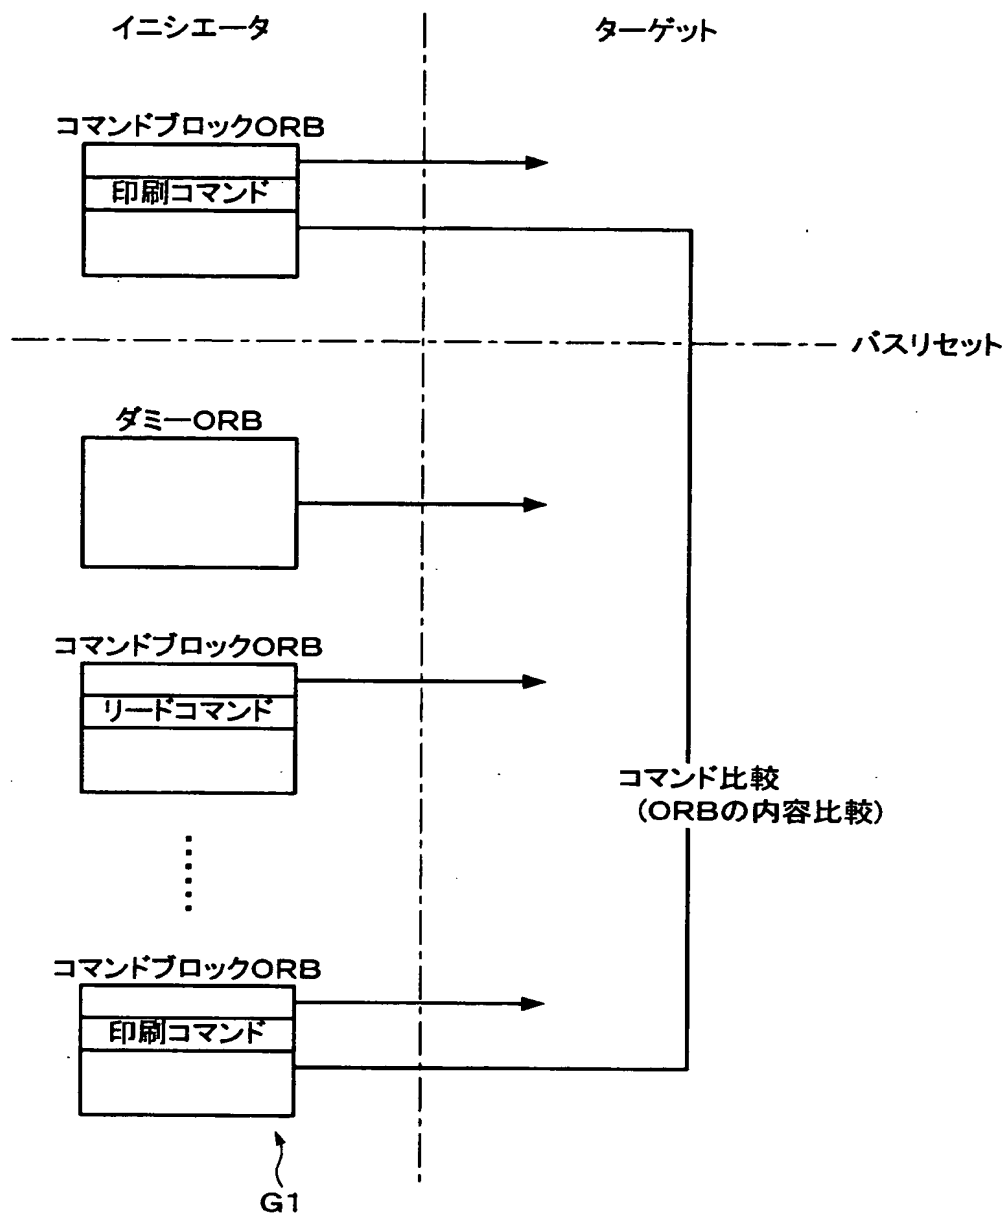 イニシエータ
ターゲット
コマンドブロックORB
印刷コマンド
バスリセット
ダミーORB
コマンドブロックORB
リードコマンド
コマンド比較
(ORBの内容比較)
コマンドブロックORB
印刷コマンド
G1